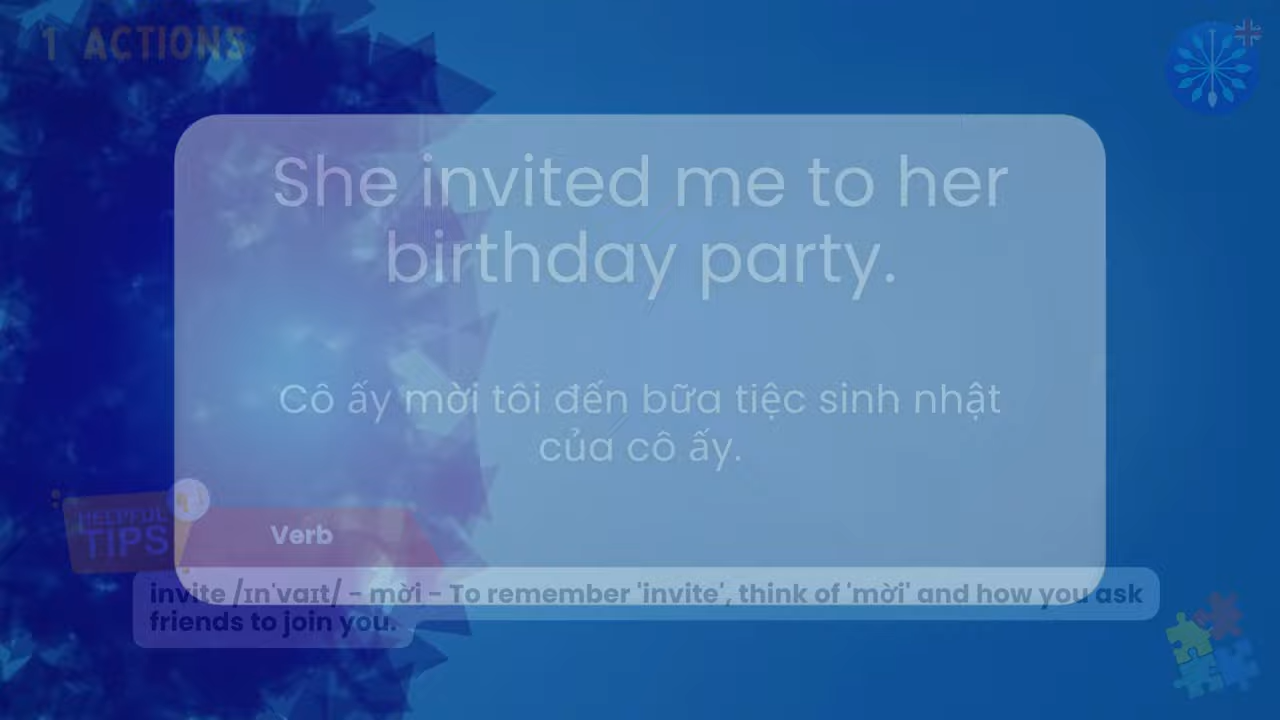 1 ACTIONS
She invited me to her
birthday party.
Cô ấy mời tôi đến bữa tiệc sinh nhật
của cô ấy.
HELPFUL
TIPS
Verb
invite /ɪnˈvaɪt/ - mời - To remember 'invite', think of 'mời' and how you ask
friends to join you.